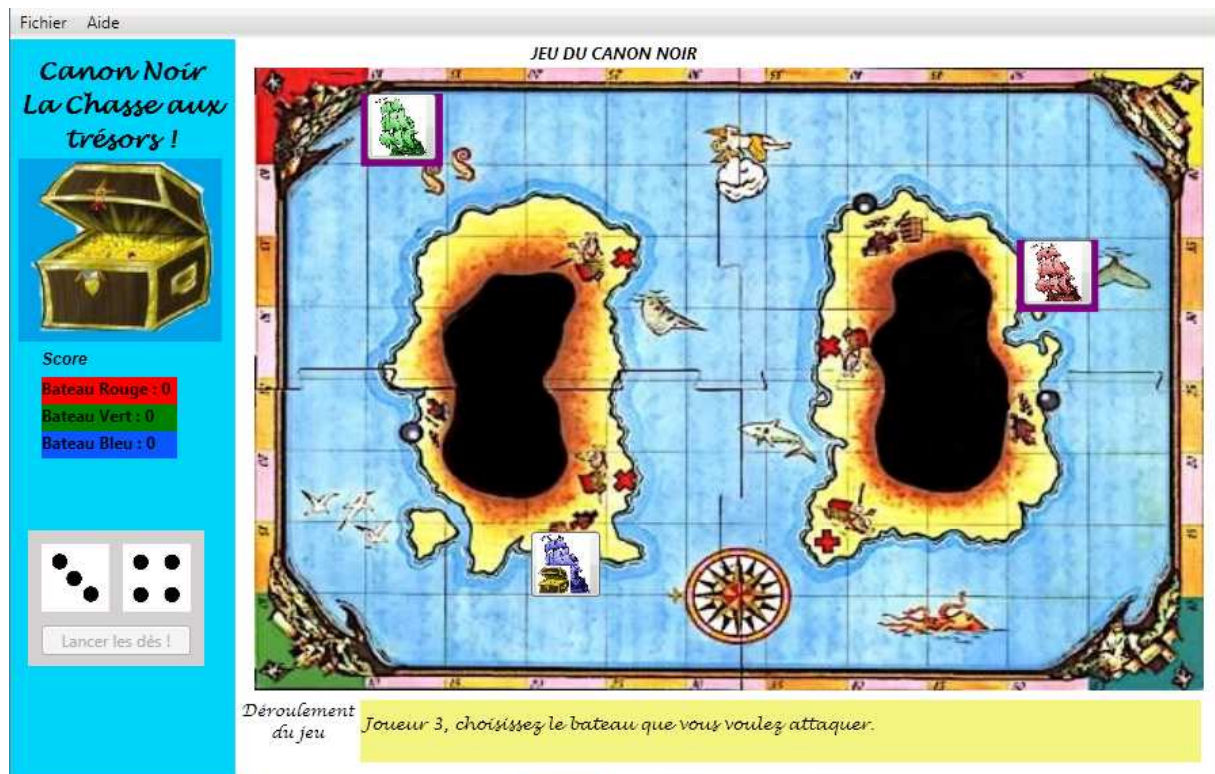 Fichier Aide
JEU DU CANON NOIR
Canon Noir
La Chasse aux
trésors !
Score
Bateau Rouge : 0
Bateau Vert : 0
Bateau Bleu : 0
Lancer les dés !
Déroulement
du jeu
Joueur 3, choisissez le bateau que vous voulez attaquer.